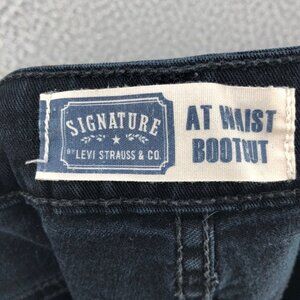 SIGNATURE
BY LEVI STRAUSS & CO.
AT WAIST
BOOTCUT